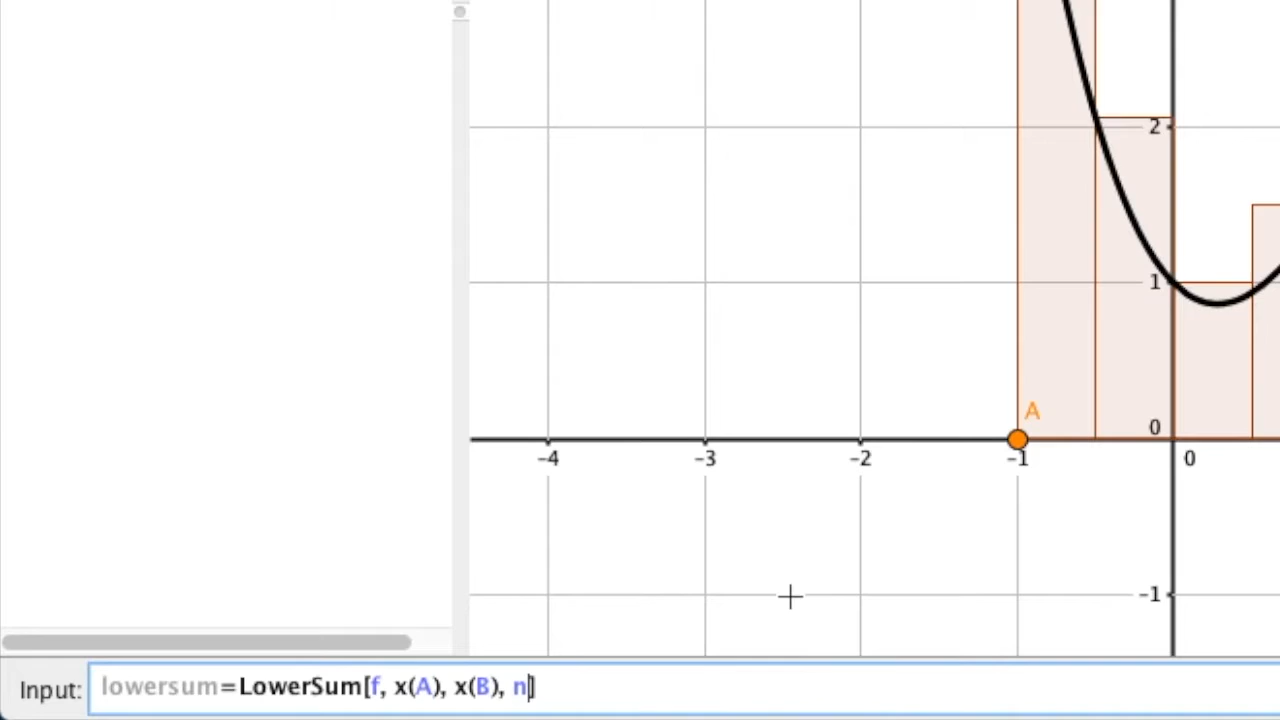 2
1
A
0
-4 -3 -2 -1 0
-1
Input: lowersum=LowerSum[f, x(A), x(B), n]